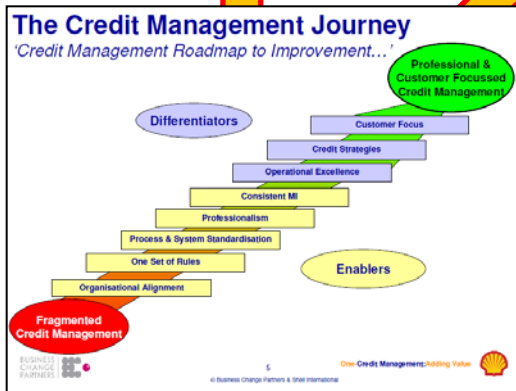 The Credit Management Journey
‘Credit Management Roadmap to Improvement…’
Professional &
Customer Focussed
Credit Management
Differentiators
Customer Focus
Credit Strategies
Operational Excellence
Consistent MI
Professionalism
Process & System Standardisation
One Set of Rules
Enablers
Organisational Alignment
Fragmented
Credit Management
BUSINESS
CHANGE
PARTNERS
5
One-Credit Management:Adding Value
© Business Change Partners & Shell International